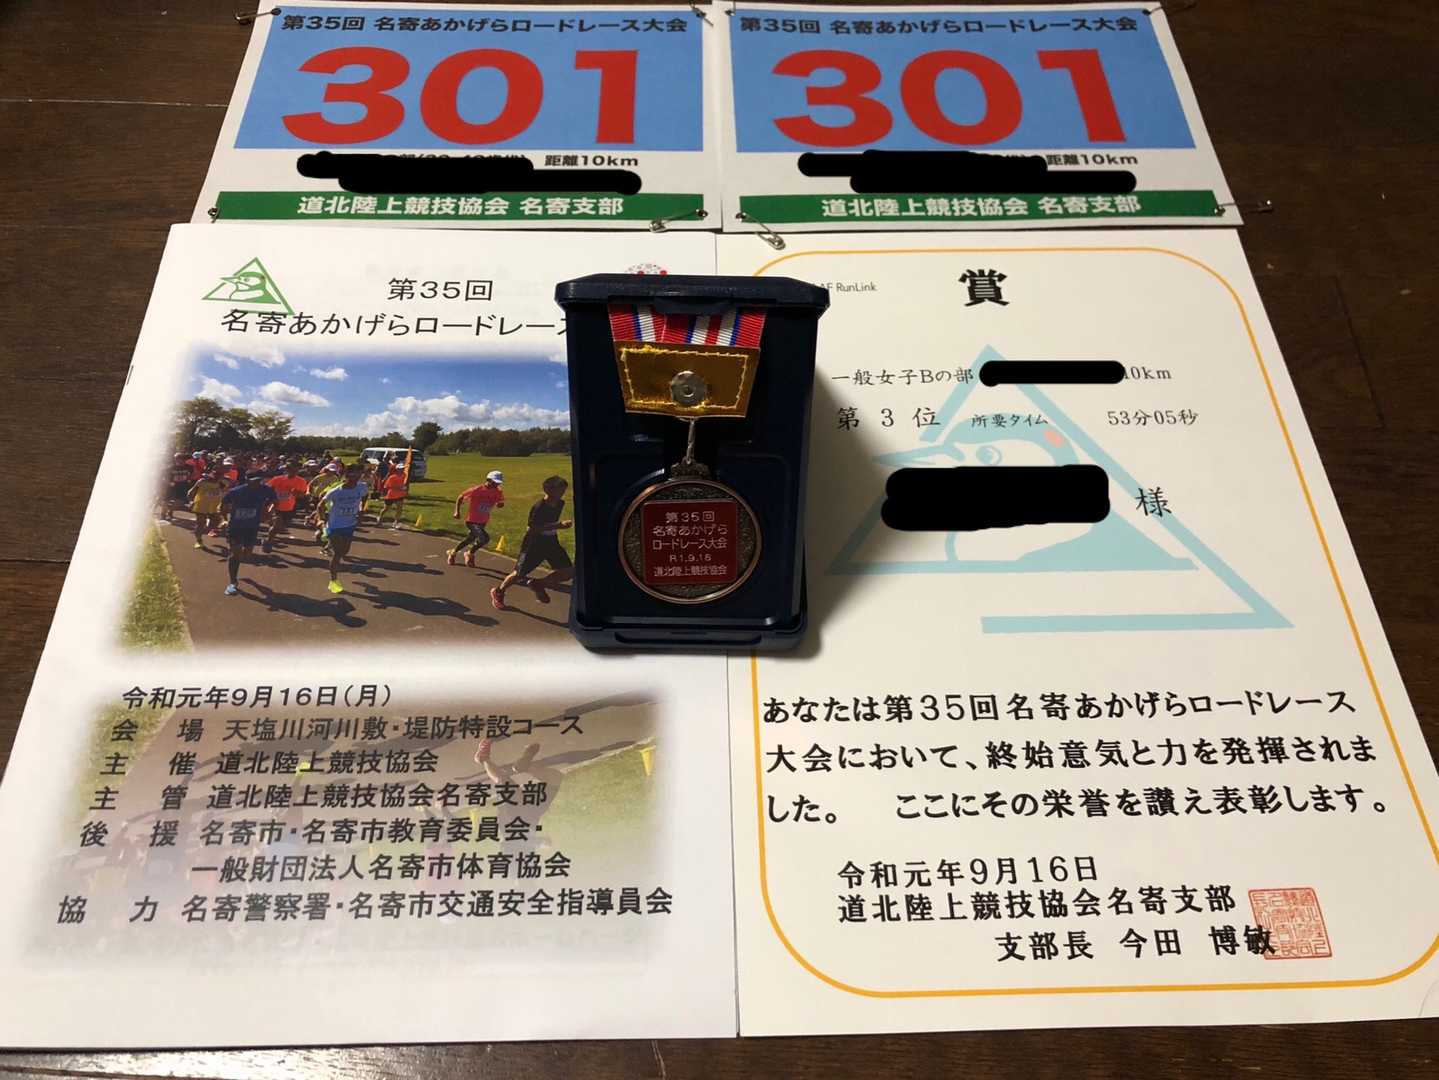 第35回 名寄あかげらロードレース大会
301
距離10km
道北陸上競技協会 名寄支部
第35回 名寄あかげらロードレース大会
301
距離10km
道北陸上競技協会 名寄支部
第35回
名寄あかげらロードレース
令和元年9月16日(月)
会 場 天塩川河川敷・堤防特設コース
主 催 道北陸上競技協会
主 管 道北陸上競技協会名寄支部
後 援 名寄市・名寄市教育委員会・
一般財団法人名寄市体育協会
協 力 名寄警察署・名寄市交通安全指導員会
第35回
名寄あかげら
ロードレース大会
R1.9.16
道北陸上競技協会
RunLink
賞
一般女子Bの部 10km
第 3 位 所要タイム 53分05秒
様
あなたは第35回名寄あかげらロードレース
大会において、終始意気と力を発揮されま
した。 ここにその栄誉を讃え表彰します。
令和元年9月16日
道北陸上競技協会名寄支部
支部長 今田 博敏